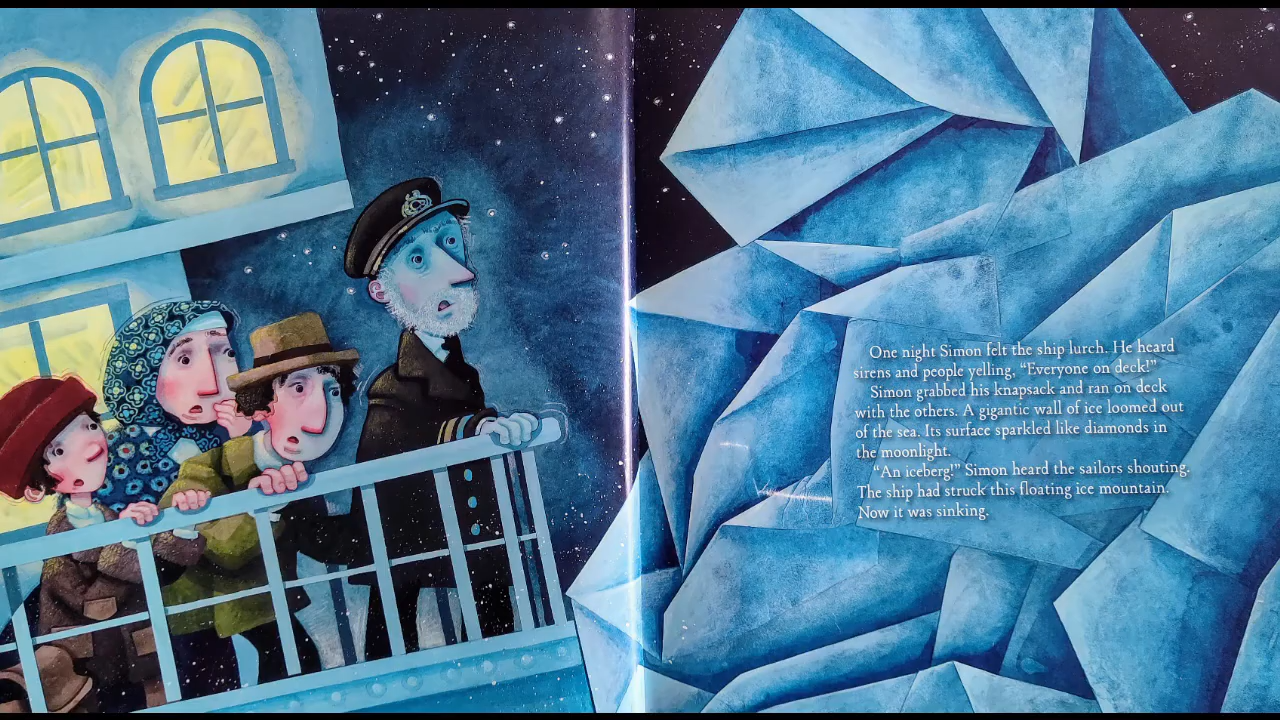 One night Simon felt the ship lurch. He heard
sirens and people yelling, “Everyone on deck!”
Simon grabbed his knapsack and ran on deck
with the others. A gigantic wall of ice loomed out
of the sea. Its surface sparkled like diamonds in
the moonlight.
“An iceberg!” Simon heard the sailors shouting.
The ship had struck this floating ice mountain.
Now it was sinking.